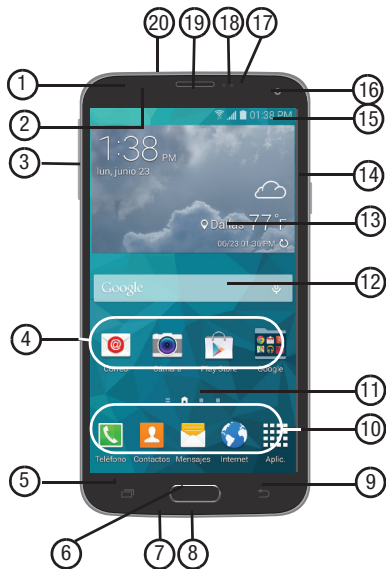 20 19 18 17
1
16
2
15
01:38 PM
3
1:38 PM
lun, junio 23
14
Dallas 77°F
13
06/23 01:30 PM
Google
12
4
@
Correo Cámara Play Store Google
11
10
Teléfono Contactos Mensajes Internet Aplic.
5
9
6
7
8